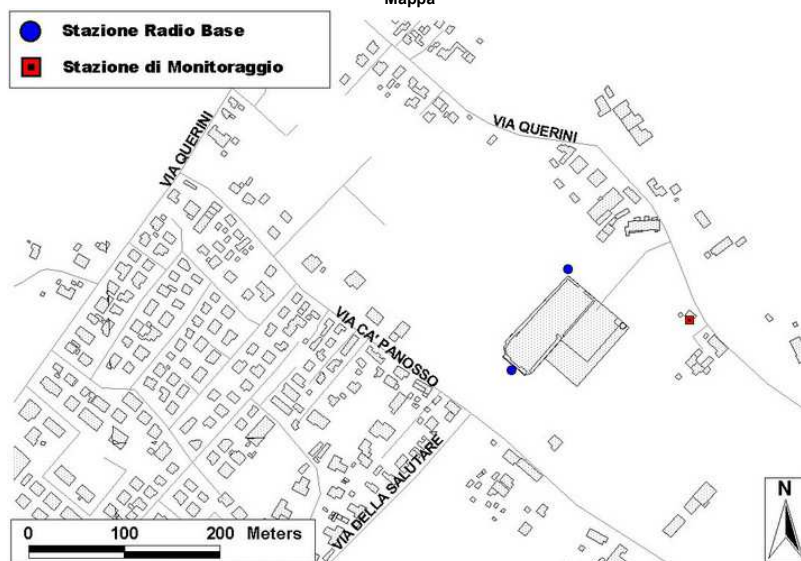 Mappa
Stazione Radio Base
Stazione di Monitoraggio
VIA QUERINI
VIA QUERINI
VIA CA' PANOSSO
VIA DELLA SALUTARE
N
0 100 200 Meters